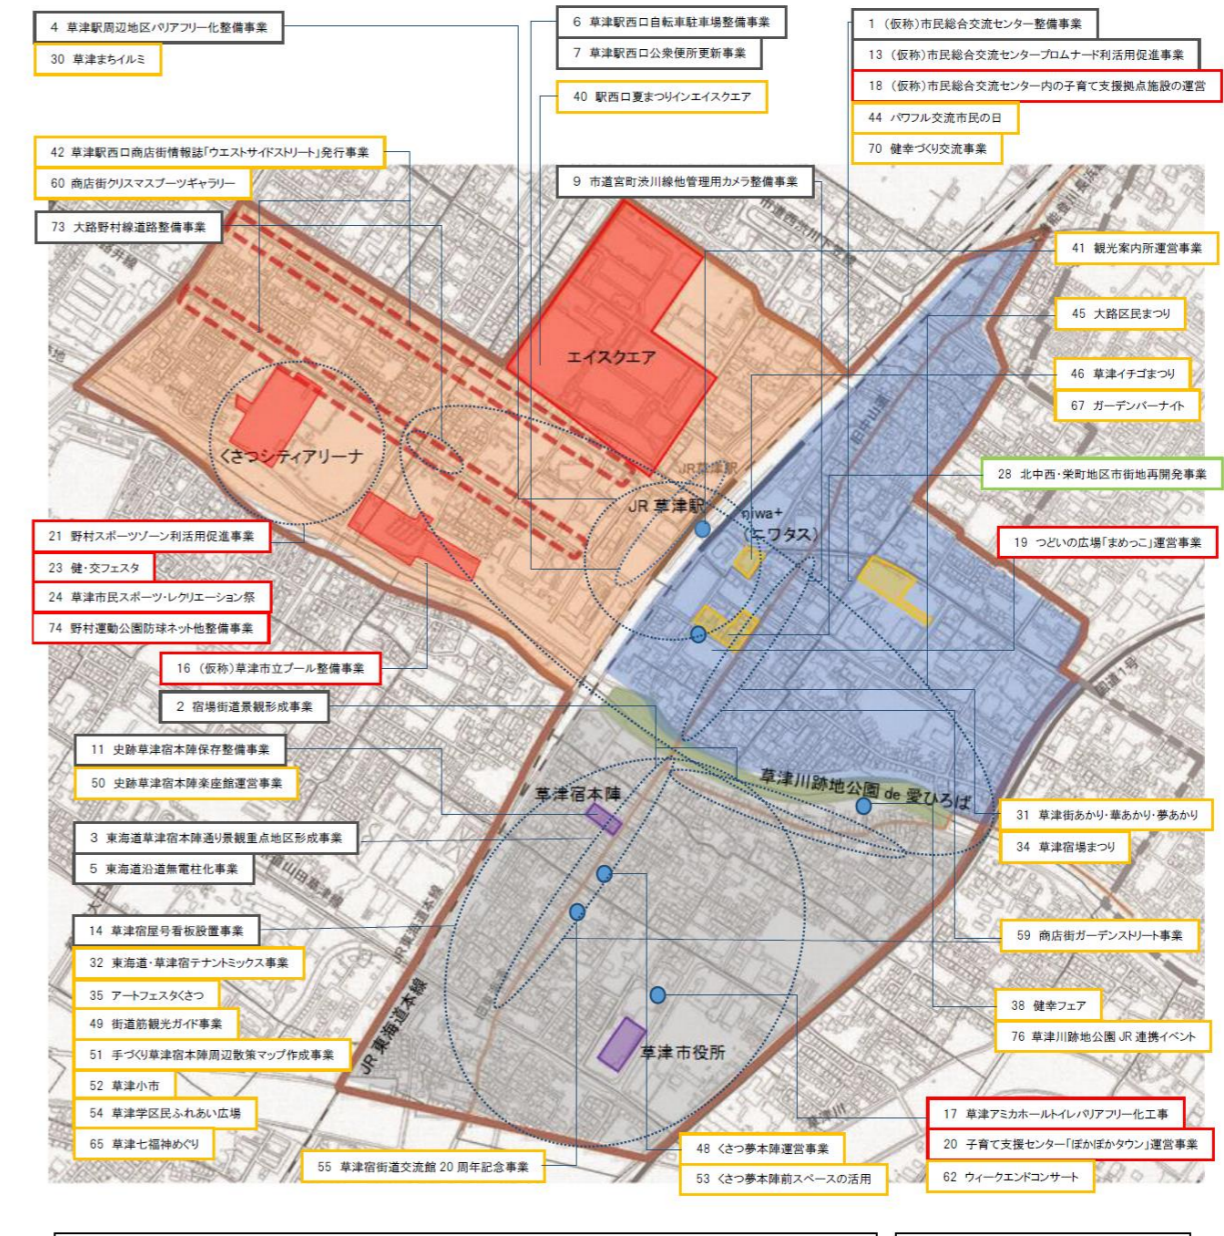 4 草津駅周辺地区バリアフリー化整備事業
30 草津まちイルミ
6 草津駅西口自転車駐車場整備事業
7 草津駅西口公衆便所更新事業
40 駅西口夏まつりインエイスクエア
1 (仮称)市民総合交流センター整備事業
13 (仮称)市民総合交流センタープロムナード利活用促進事業
18 (仮称)市民総合交流センター内の子育て支援拠点施設の運営
44 パワフル交流市民の日
70 健幸づくり交流事業
42 草津駅西口商店街情報誌「ウエストサイドストリート」発行事業
60 商店街クリスマスブーツギャラリー
73 大路野村線道路整備事業
9 市道宮町渋川線他管理用カメラ整備事業
41 観光案内所運営事業
45 大路区民まつり
46 草津イチゴまつり
67 ガーデンバーナイト
28 北中西・栄町地区市街地再開発事業
19 つどいの広場「まめっこ」運営事業
エイスクエア
くさつシティアリーナ
JR草津駅
JR 草津駅
niwa+
(ニワタス)
旧中山道
国道1号
21 野村スポーツゾーン利活用促進事業
23 健・交フェスタ
24 草津市民スポーツ・レクリエーション祭
74 野村運動公園防球ネット他整備事業
16 (仮称)草津市立プール整備事業
2 宿場街道景観形成事業
11 史跡草津宿本陣保存整備事業
50 史跡草津宿本陣楽座館運営事業
草津宿本陣
草津川跡地公園 de 愛ひろば
3 東海道草津宿本陣通り景観重点地区形成事業
5 東海道沿道無電柱化事業
31 草津街あかり・華あかり・夢あかり
34 草津宿場まつり
14 草津宿屋号看板設置事業
32 東海道・草津宿テナントミックス事業
35 アートフェスタくさつ
49 街道筋観光ガイド事業
51 手づくり草津宿本陣周辺散策マップ作成事業
52 草津小市
54 草津学区民ふれあい広場
65 草津七福神めぐり
59 商店街ガーデンストリート事業
38 健幸フェア
76 草津川跡地公園 JR 連携イベント
山田草津線
JR東海道本線
JR 東海道本線
草津市役所
草津川
17 草津アミカホールトイレバリアフリー化工事
20 子育て支援センター「ぽかぽかタウン」運営事業
62 ウィークエンドコンサート
48 くさつ夢本陣運営事業
53 くさつ夢本陣前スペースの活用
55 草津宿街道交流館 20 周年記念事業